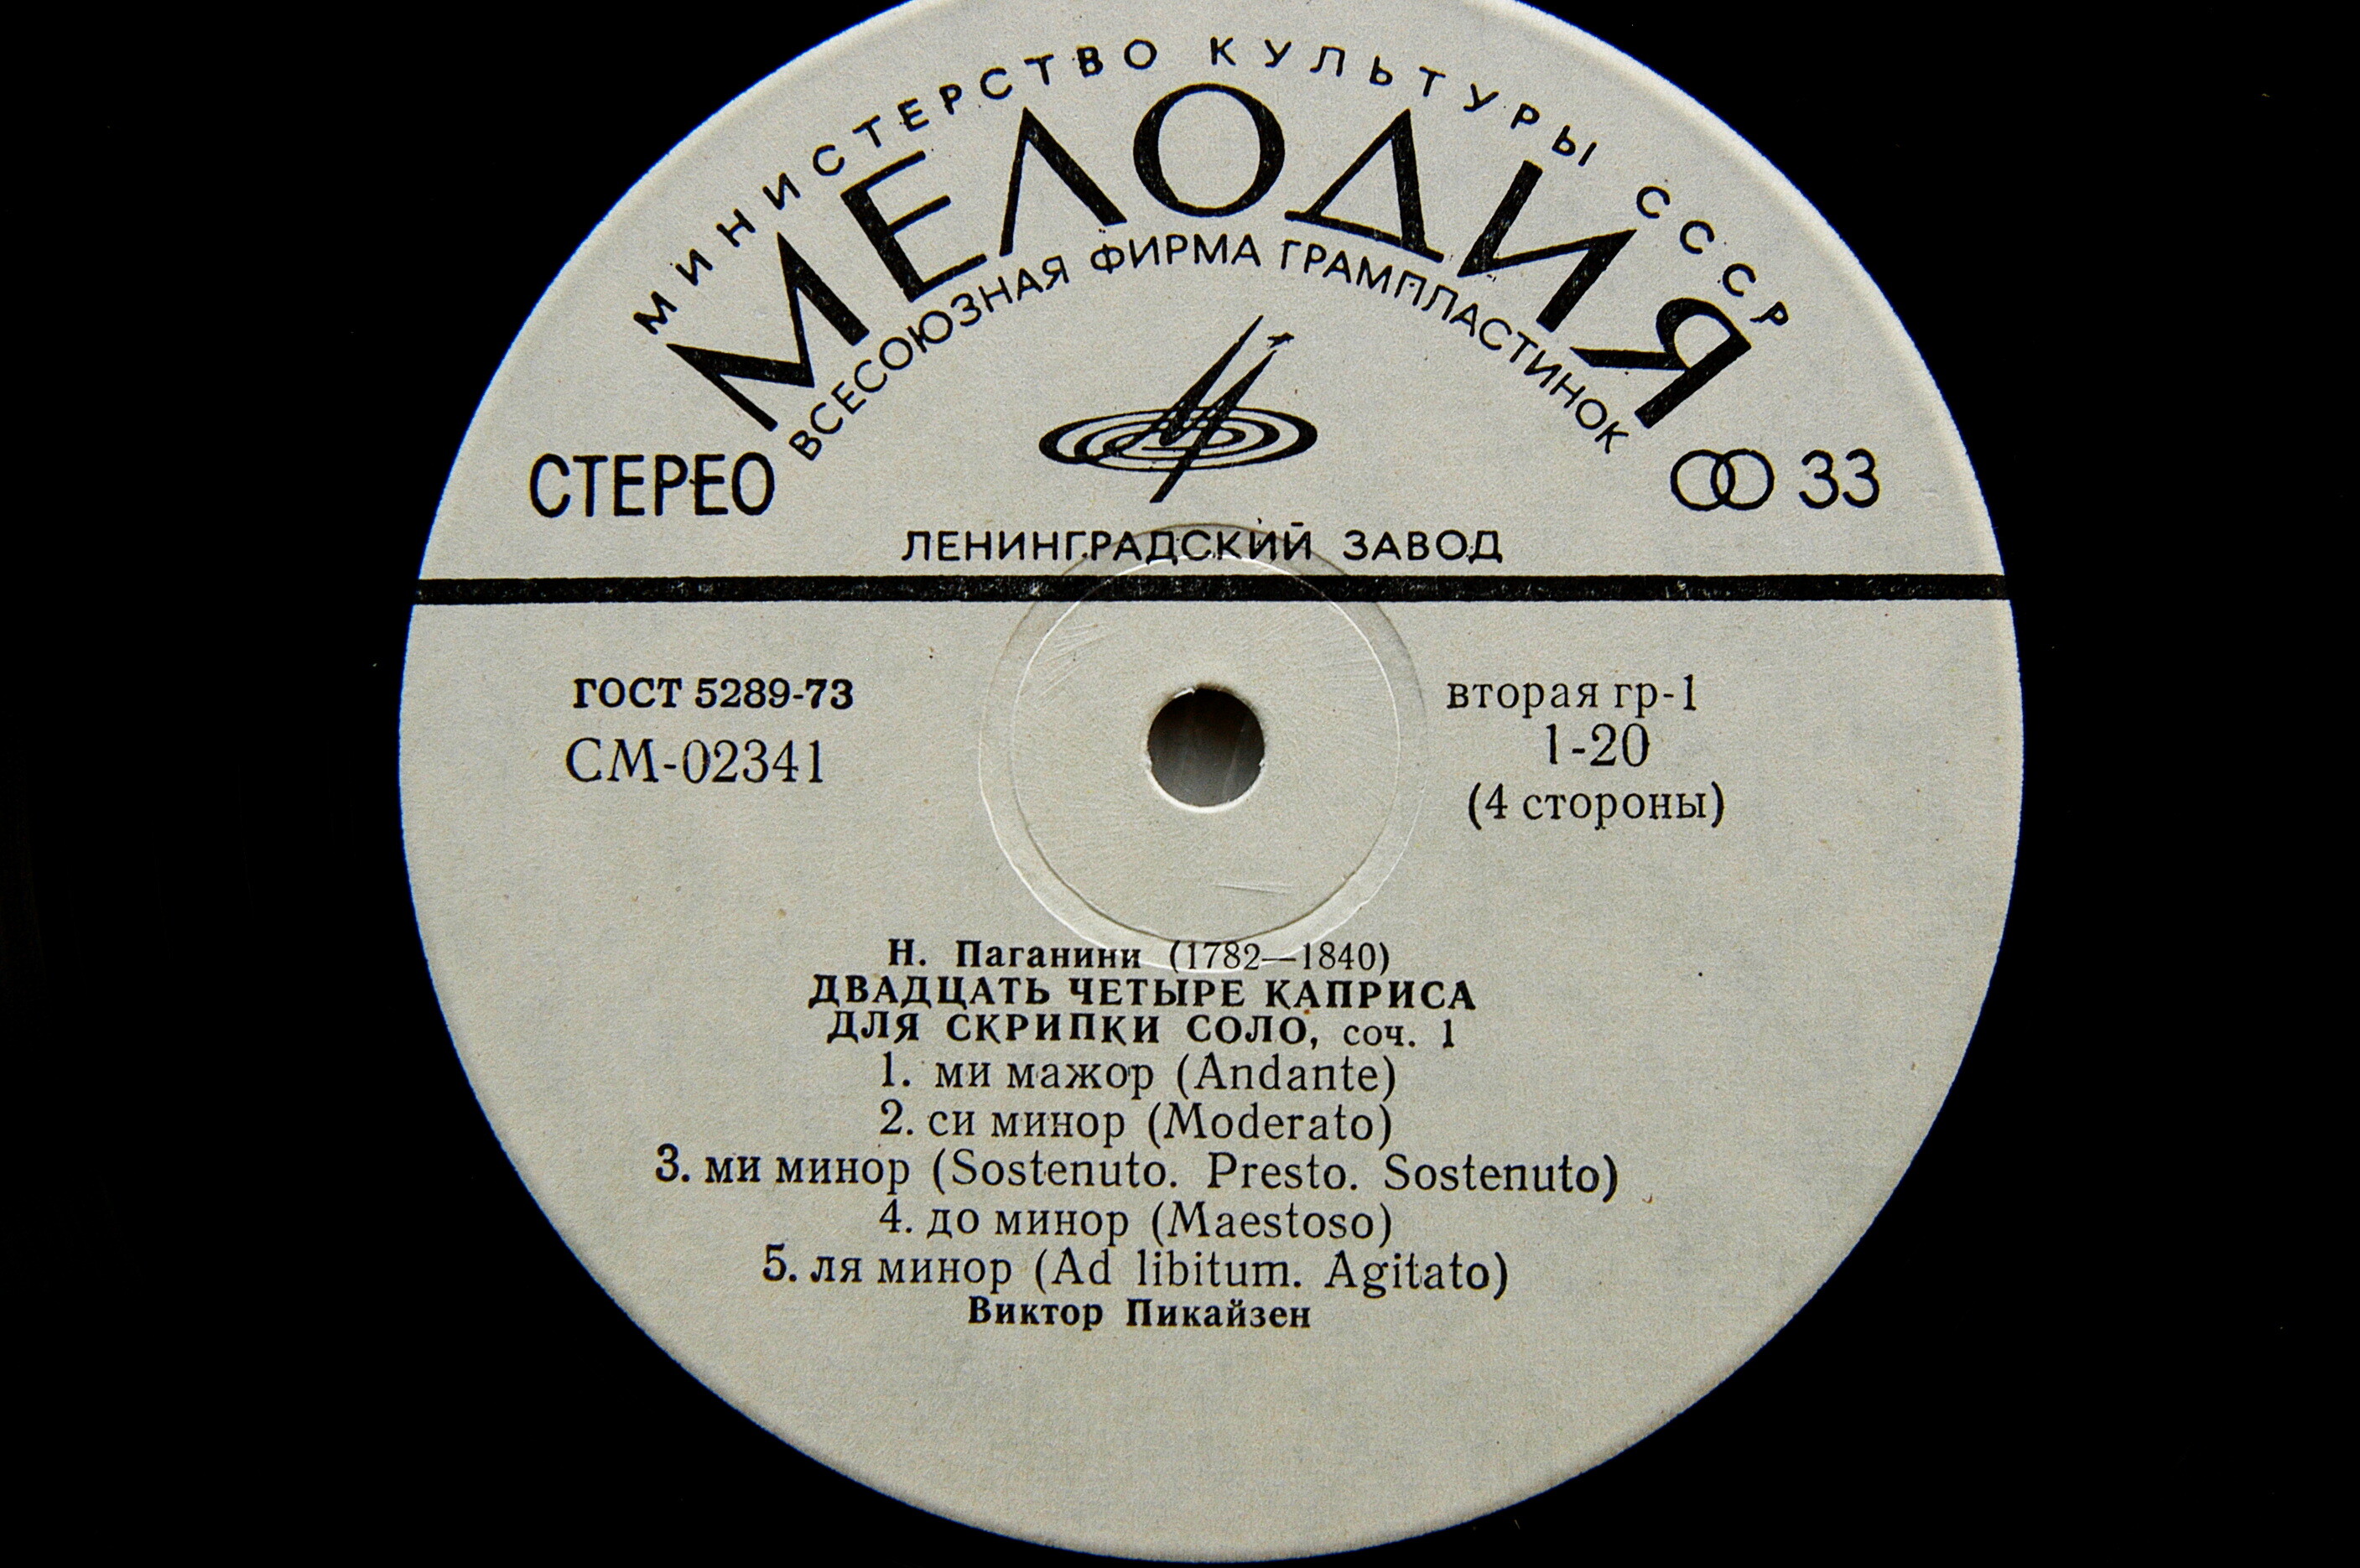 МИНИСТЕРСТВО КУЛЬТУРЫ СССР
МЕЛОДИЯ
ВСЕСОЮЗНАЯ ФИРМА ГРАМПЛАСТИНОК
СТЕРЕО
33
ЛЕНИНГРАДСКИЙ ЗАВОД
ГОСТ 5289-73
СМ-02341
вторая гр-1
1-20
(4 стороны)
Н. Паганини (1782—1840)
ДВАДЦАТЬ ЧЕТЫРЕ КАПРИСА
ДЛЯ СКРИПКИ СОЛО, соч. 1
1. ми мажор (Andante)
2. си минор (Moderato)
3. ми минор (Sostenuto. Presto. Sostenuto)
4. до минор (Maestoso)
5. ля минор (Ad libitum. Agitato)
Виктор Пикайзен